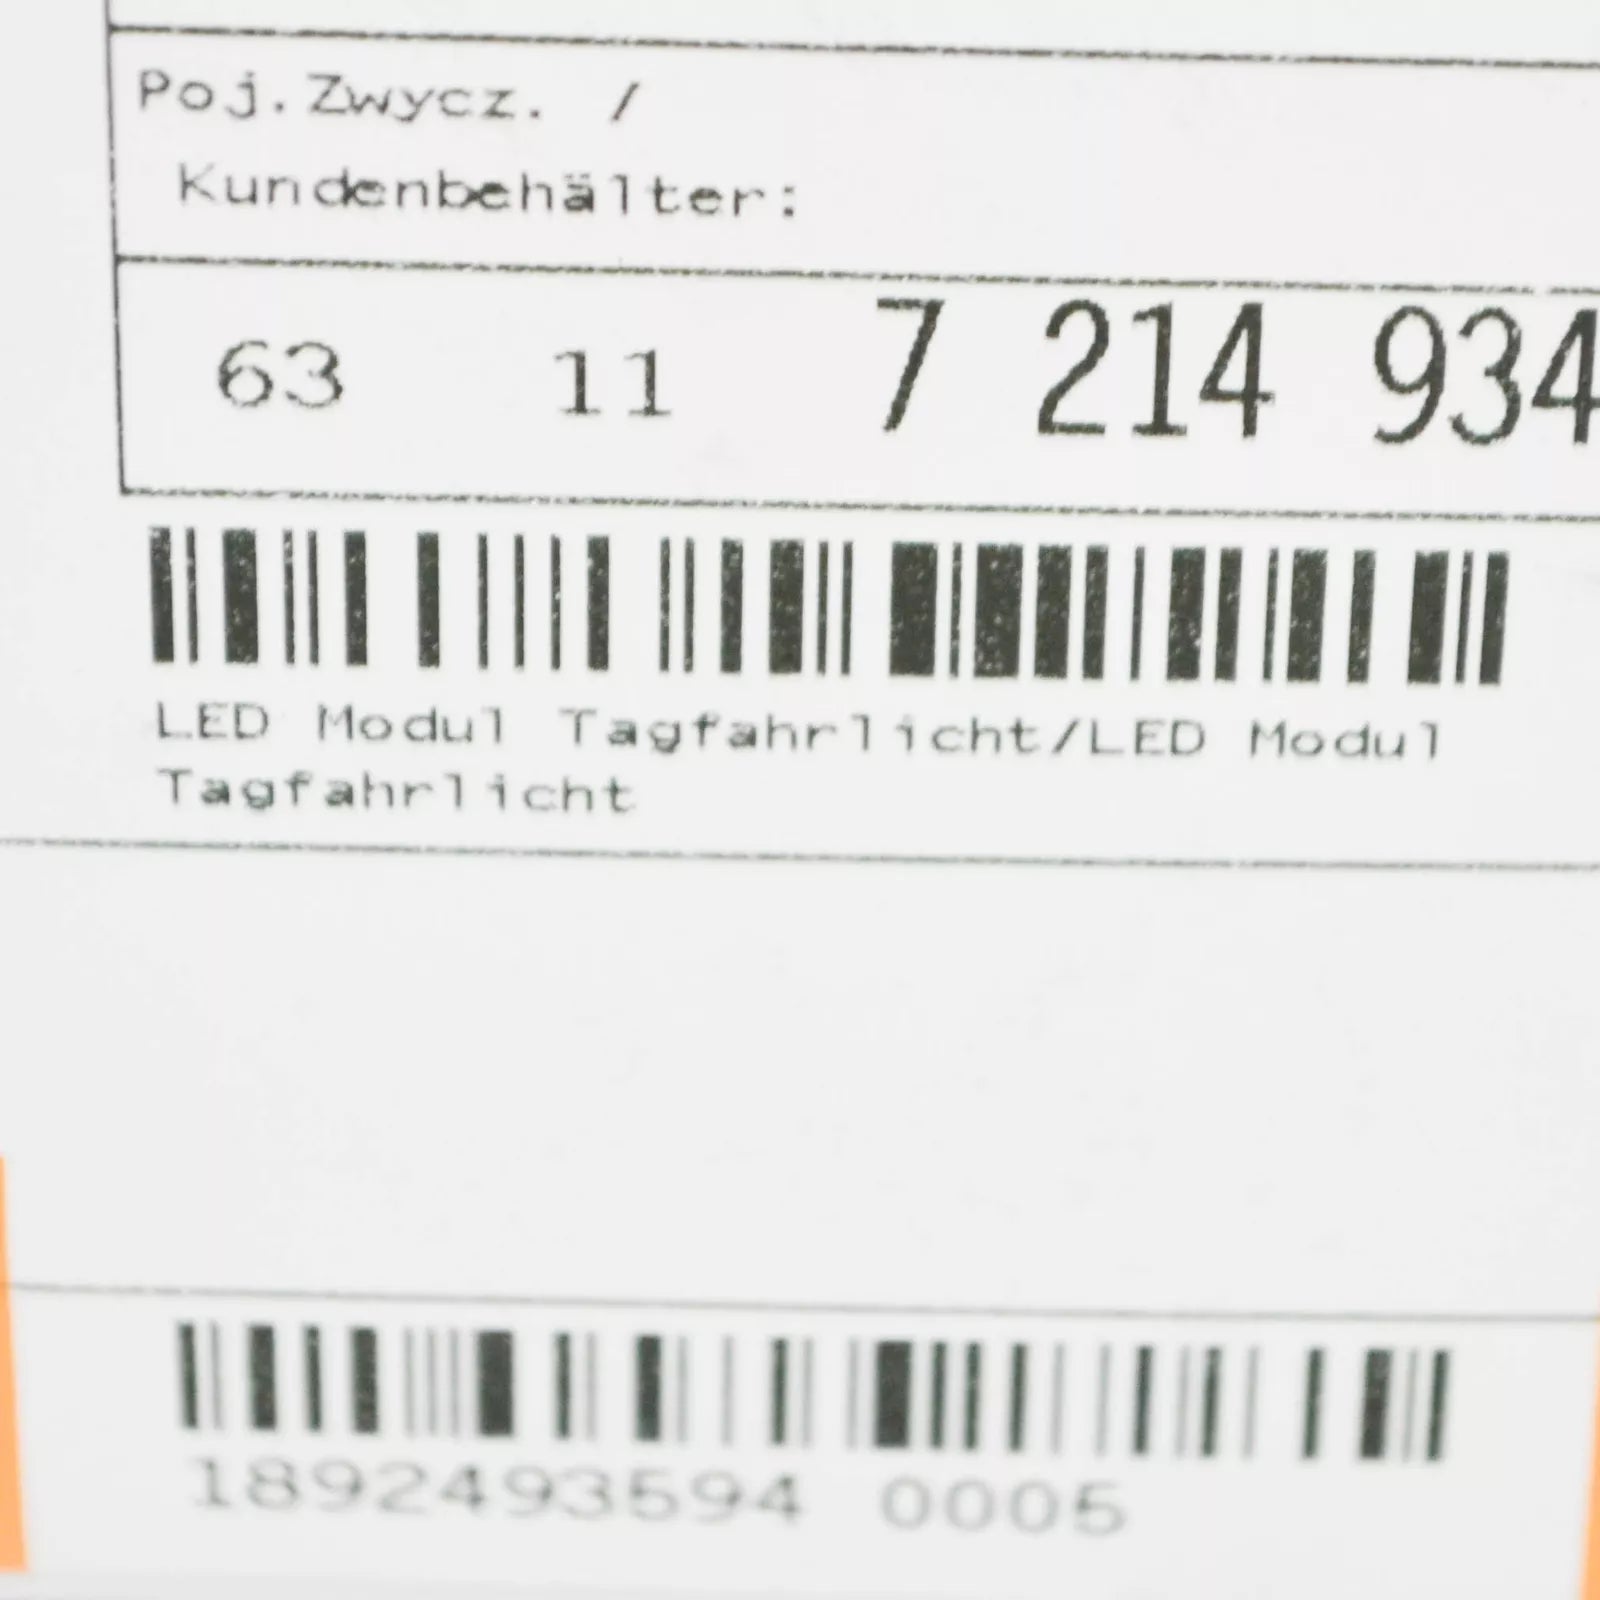 Poj.Zwycz. /
Kundenbehälter:
63 11 7 214 934
LED Modul Tagfahrlicht/LED Modul
Tagfahrlicht
1892493594 0005